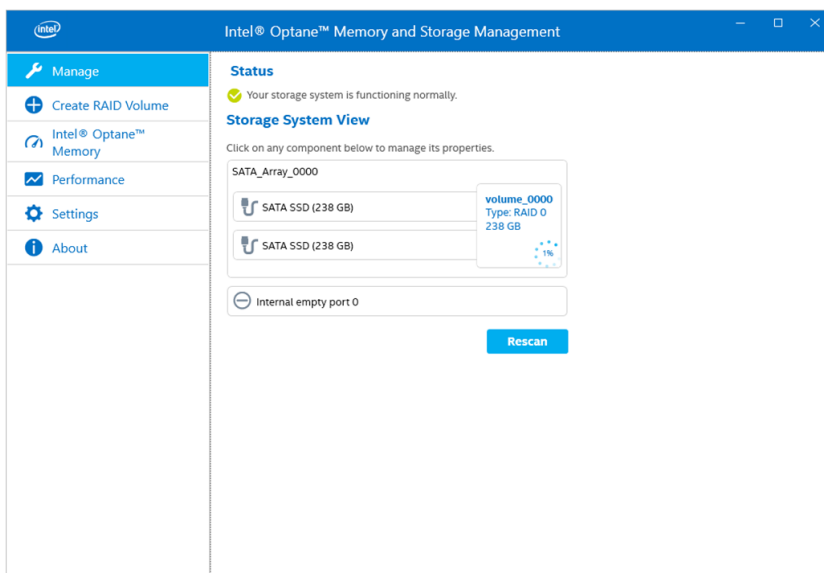 intel
Intel® Optane™ Memory and Storage Management
Manage
Create RAID Volume
Intel® Optane™
Memory
Performance
Settings
About
Status
Your storage system is functioning normally.
Storage System View
Click on any component below to manage its properties.
SATA_Array_0000
SATA SSD (238 GB)
SATA SSD (238 GB)
volume_0000
Type: RAID 0
238 GB
1%
Internal empty port 0
Rescan